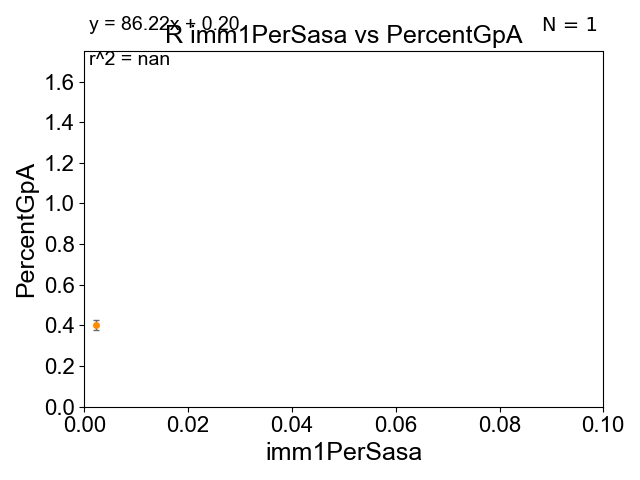 y = 86.22x + 0.20
N = 1
R imm1PerSasa vs PercentGpA
r^2 = nan
PercentGpA
1.6
1.4
1.2
1.0
0.8
0.6
0.4
0.2
0.0
0.00 0.02 0.04 0.06 0.08 0.10
imm1PerSasa